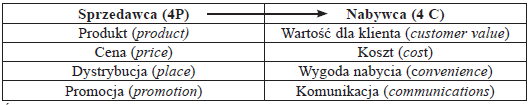 Sprzedawca (4P) Nabywca (4 C)
Produkt (product) Wartość dla klienta (customer value)
Cena (price) Koszt (cost)
Dystrybucja (place) Wygoda nabycia (convenience)
Promocja (promotion) Komunikacja (communications)